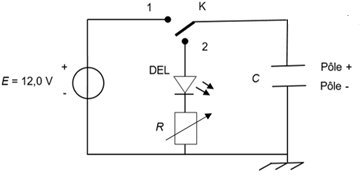 1
K
2
+
DEL
E = 12,0 V
C
Pôle +
-
Pôle -
R